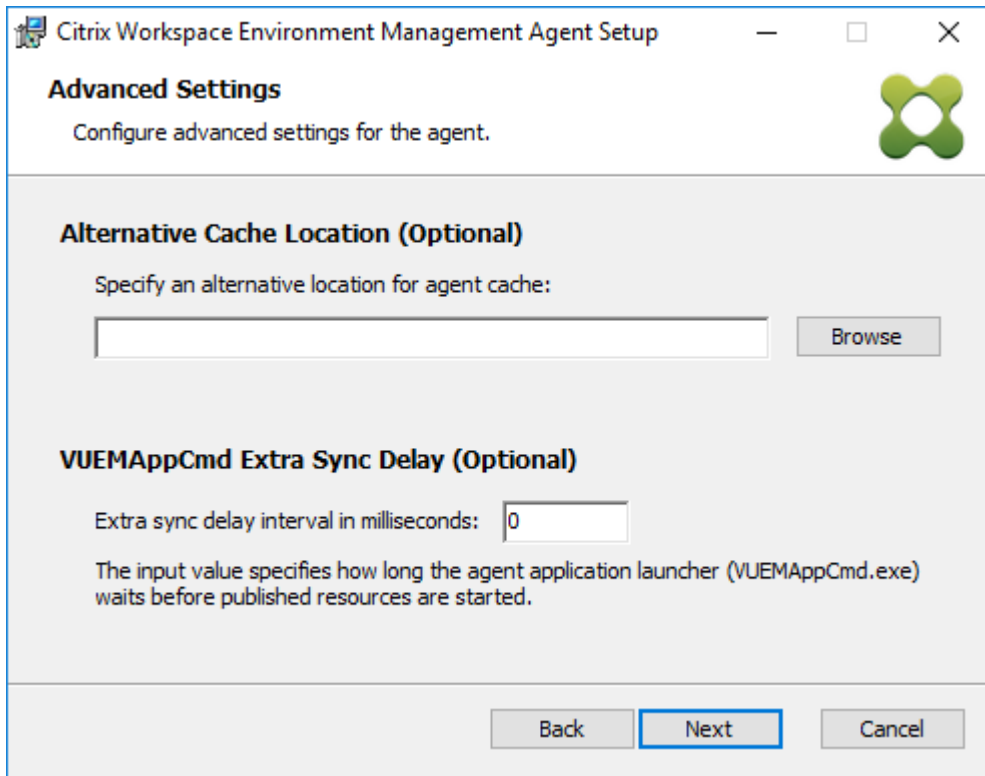 Citrix Workspace Environment Management Agent Setup
Advanced Settings
Configure advanced settings for the agent.
Alternative Cache Location (Optional)
Specify an alternative location for agent cache:
Browse
VUEMAppCmd Extra Sync Delay (Optional)
Extra sync delay interval in milliseconds: 0
The input value specifies how long the agent application launcher (VUEMAppCmd.exe)
waits before published resources are started.
Back Next Cancel